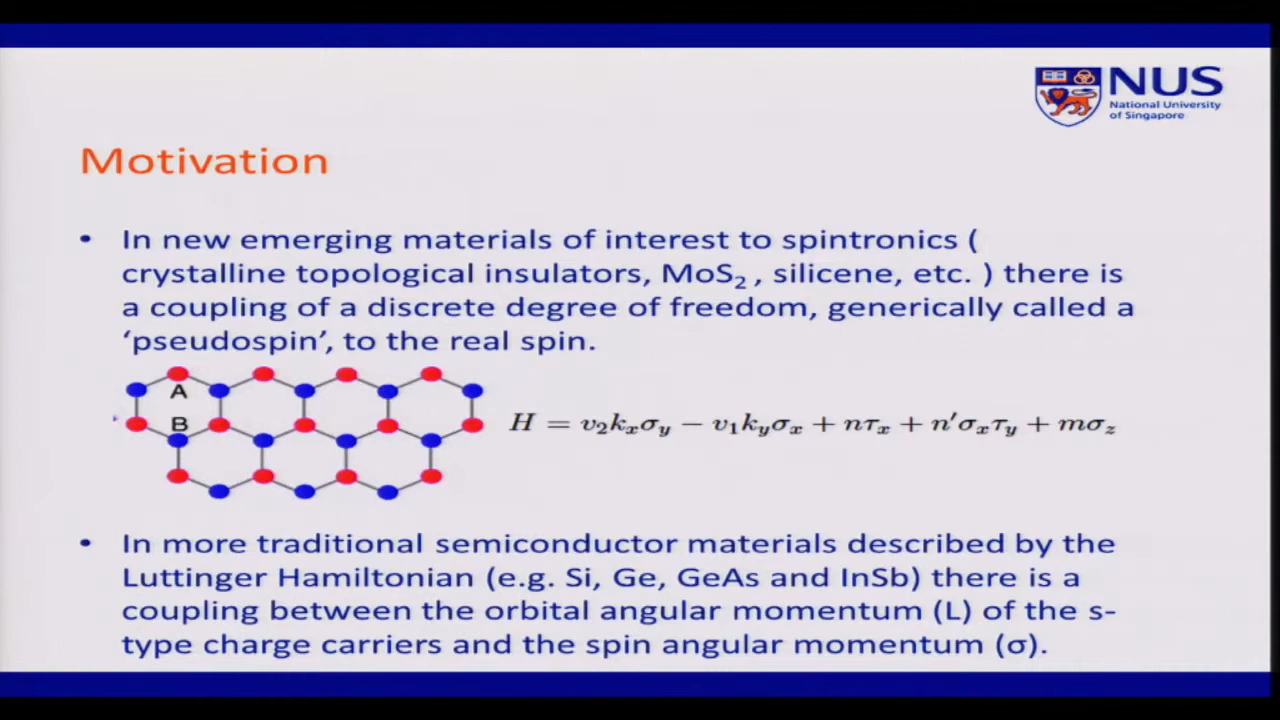 NUS
National University
of Singapore
Motivation
• In new emerging materials of interest to spintronics (
crystalline topological insulators, MoS₂ , silicene, etc. ) there is
a coupling of a discrete degree of freedom, generically called a
‘pseudospin’, to the real spin.
A
B
H = v₂kₓσ_y − v₁k_yσₓ + nτₓ + n′σₓτ_y + mσ_z
• In more traditional semiconductor materials described by the
Luttinger Hamiltonian (e.g. Si, Ge, GeAs and InSb) there is a
coupling between the orbital angular momentum (L) of the s-
type charge carriers and the spin angular momentum (σ).